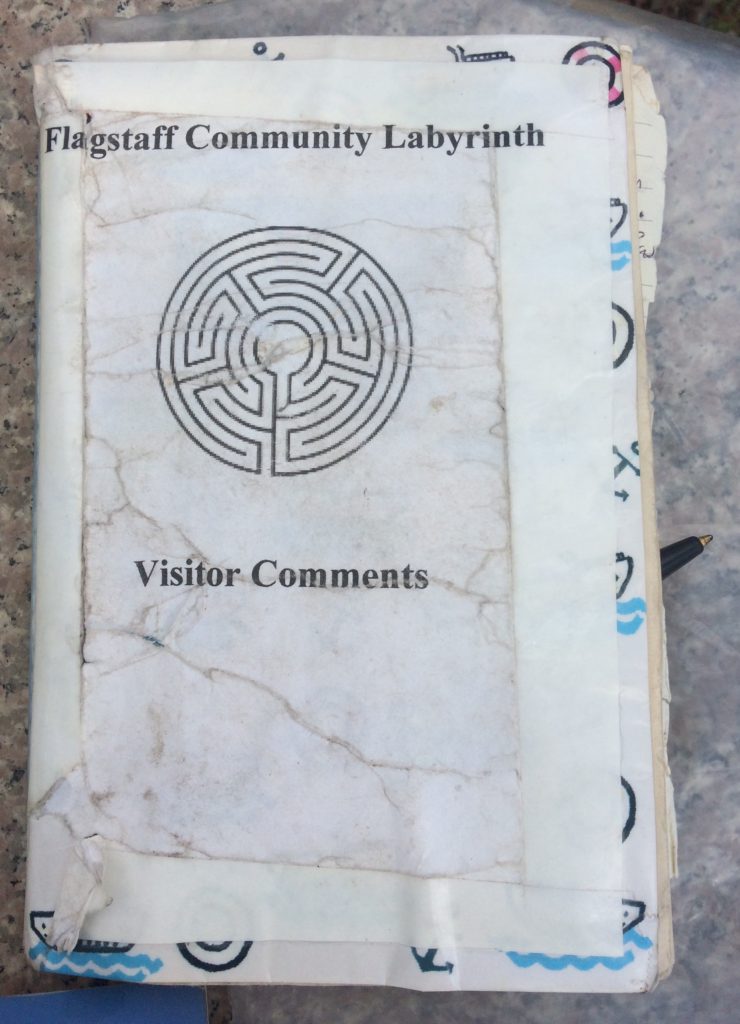 Flagstaff Community Labyrinth
Visitor Comments